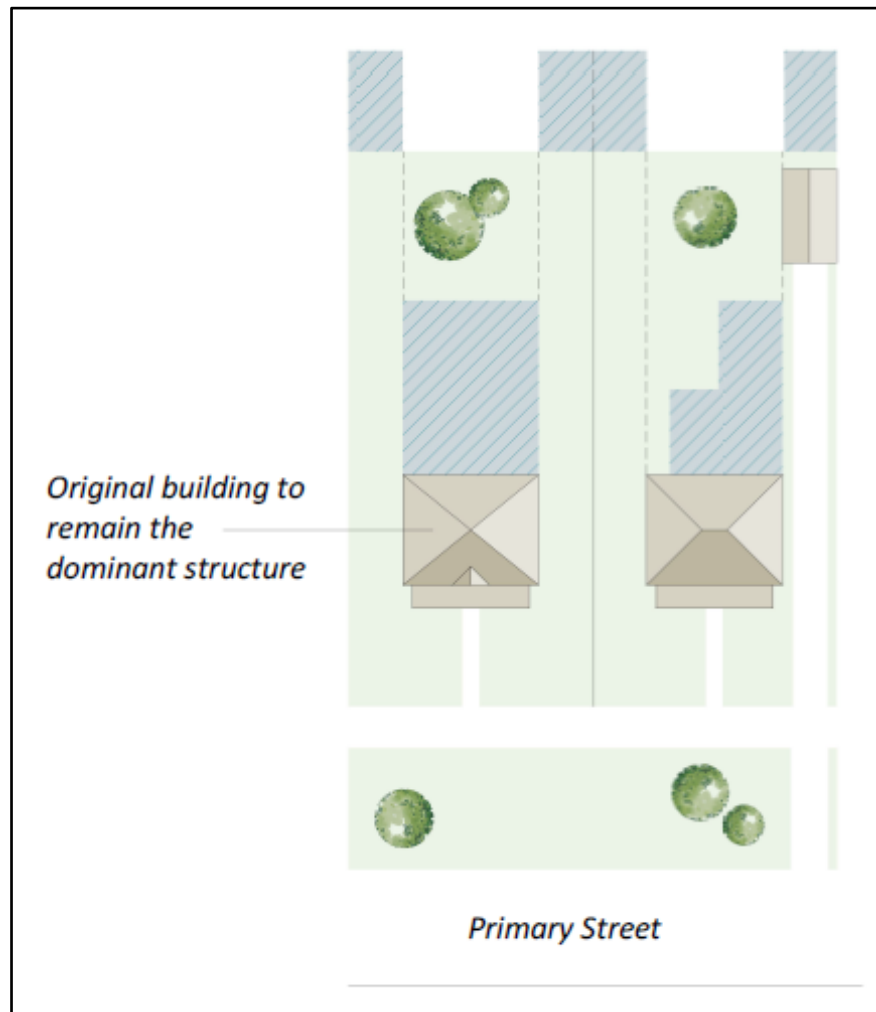 Original building to
remain the
dominant structure
Primary Street